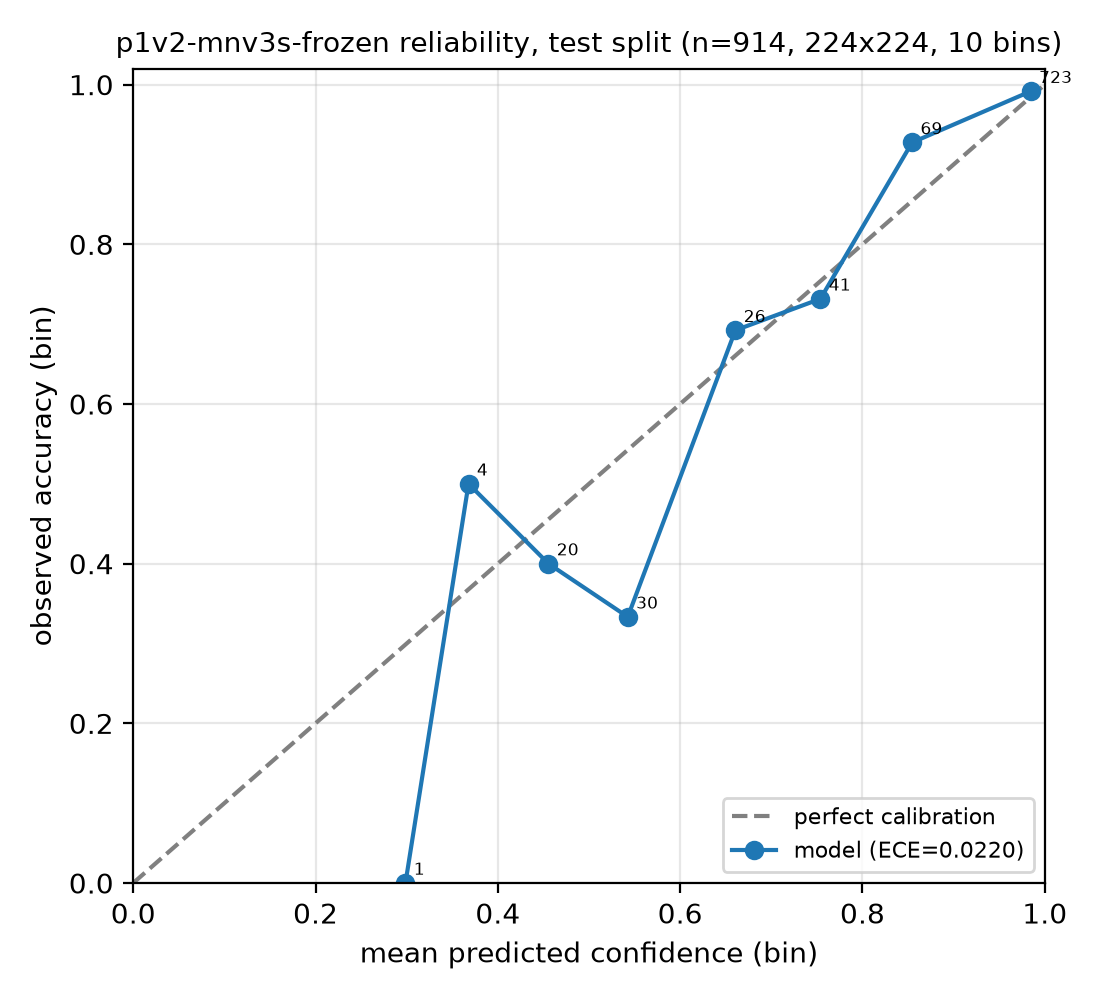 p1v2-mnv3s-frozen reliability, test split (n=914, 224x224, 10 bins)
1.0
723
69
0.8
41
26
observed accuracy (bin)
0.6
4
0.4
20
30
0.2
perfect calibration
model (ECE=0.0220)
1
0.0
0.0 0.2 0.4 0.6 0.8 1.0
mean predicted confidence (bin)